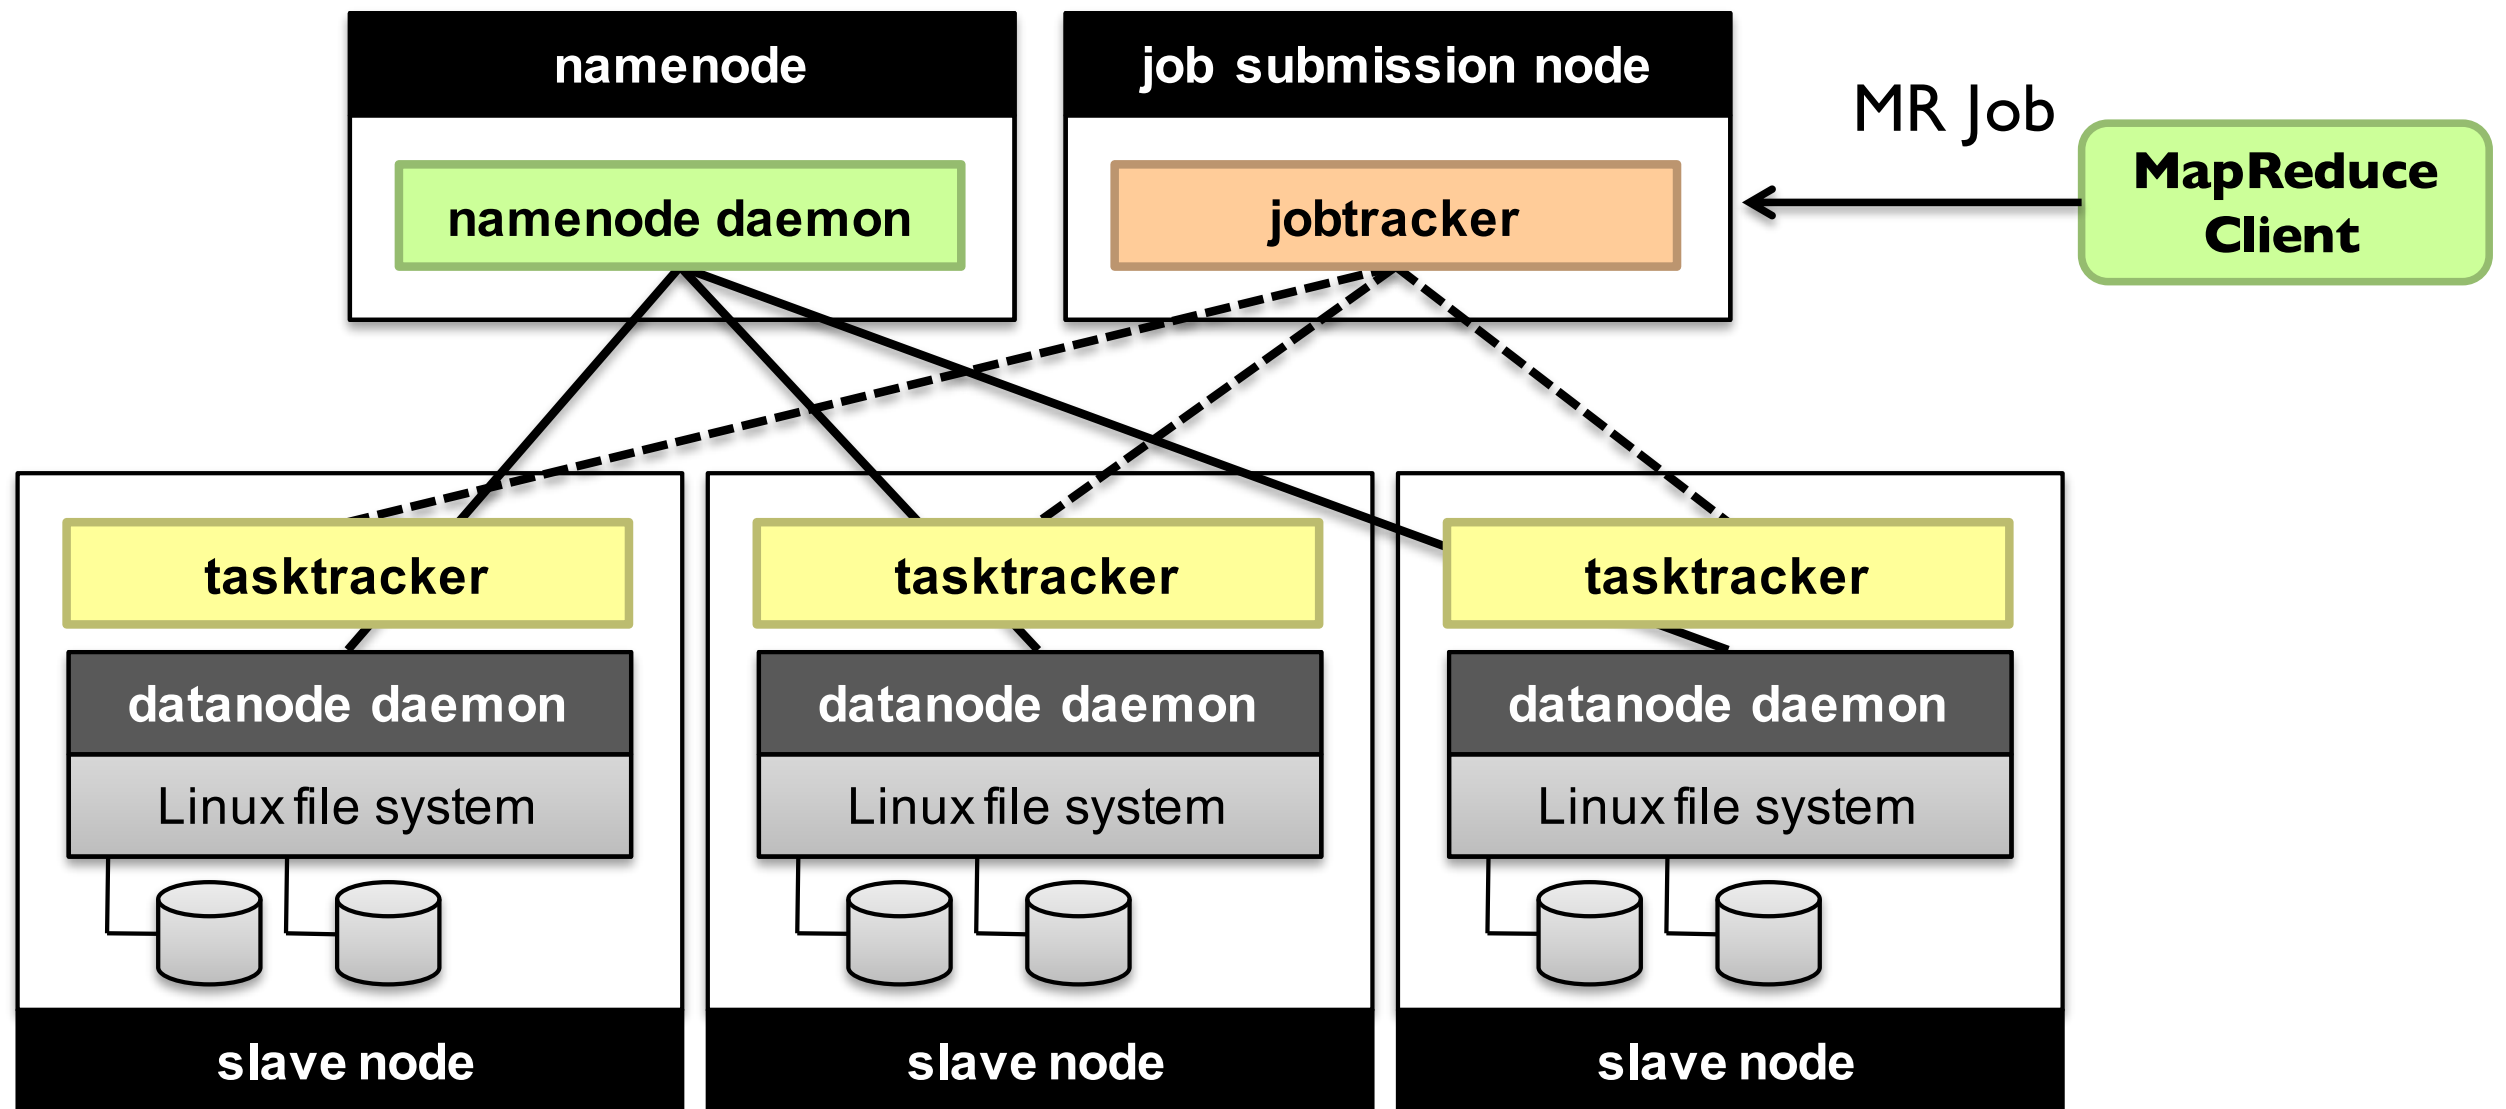 namenode
job submission node
MR Job
MapReduce
Client
namenode daemon
jobtracker
tasktracker
tasktracker
tasktracker
datanode daemon
datanode daemon
datanode daemon
Linux file system
Linux file system
Linux file system
slave node
slave node
slave node